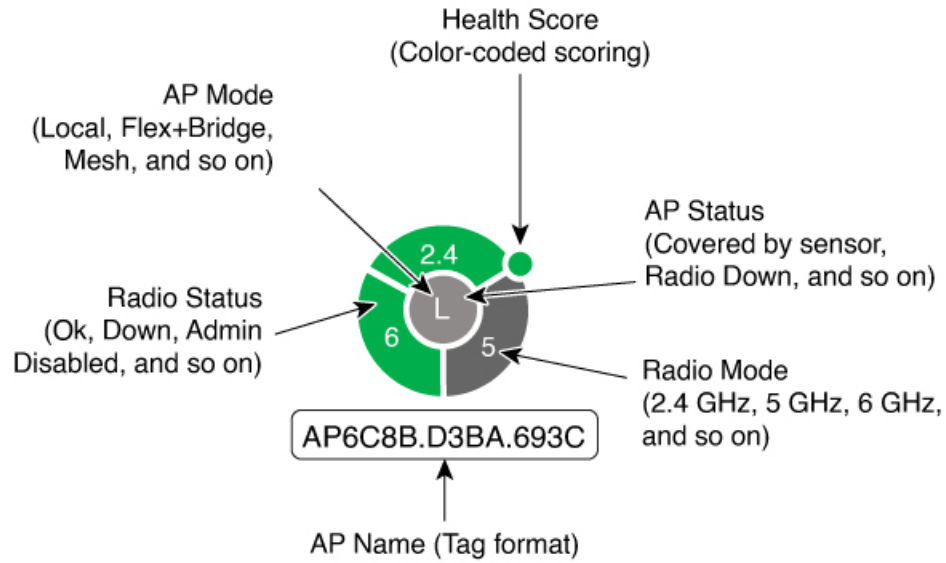 Health Score
(Color-coded scoring)
AP Mode
(Local, Flex+Bridge,
Mesh, and so on)
AP Status
(Covered by sensor,
Radio Down, and so on)
Radio Status
(Ok, Down, Admin
Disabled, and so on)
2.4
L
6
5
Radio Mode
(2.4 GHz, 5 GHz, 6 GHz,
and so on)
AP6C8B.D3BA.693C
AP Name (Tag format)